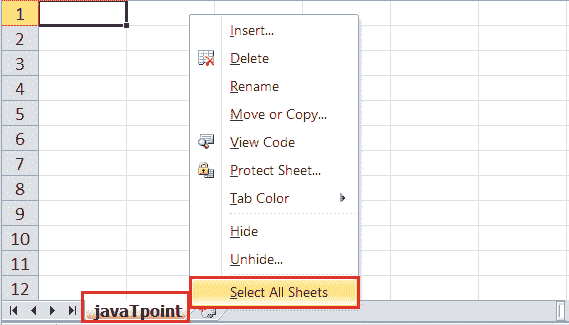 1
2
3
4
5
6
7
8
9
10
11
12
Insert...
Delete
Rename
Move or Copy...
View Code
Protect Sheet...
Tab Color
Hide
Unhide...
Select All Sheets
javaTpoint